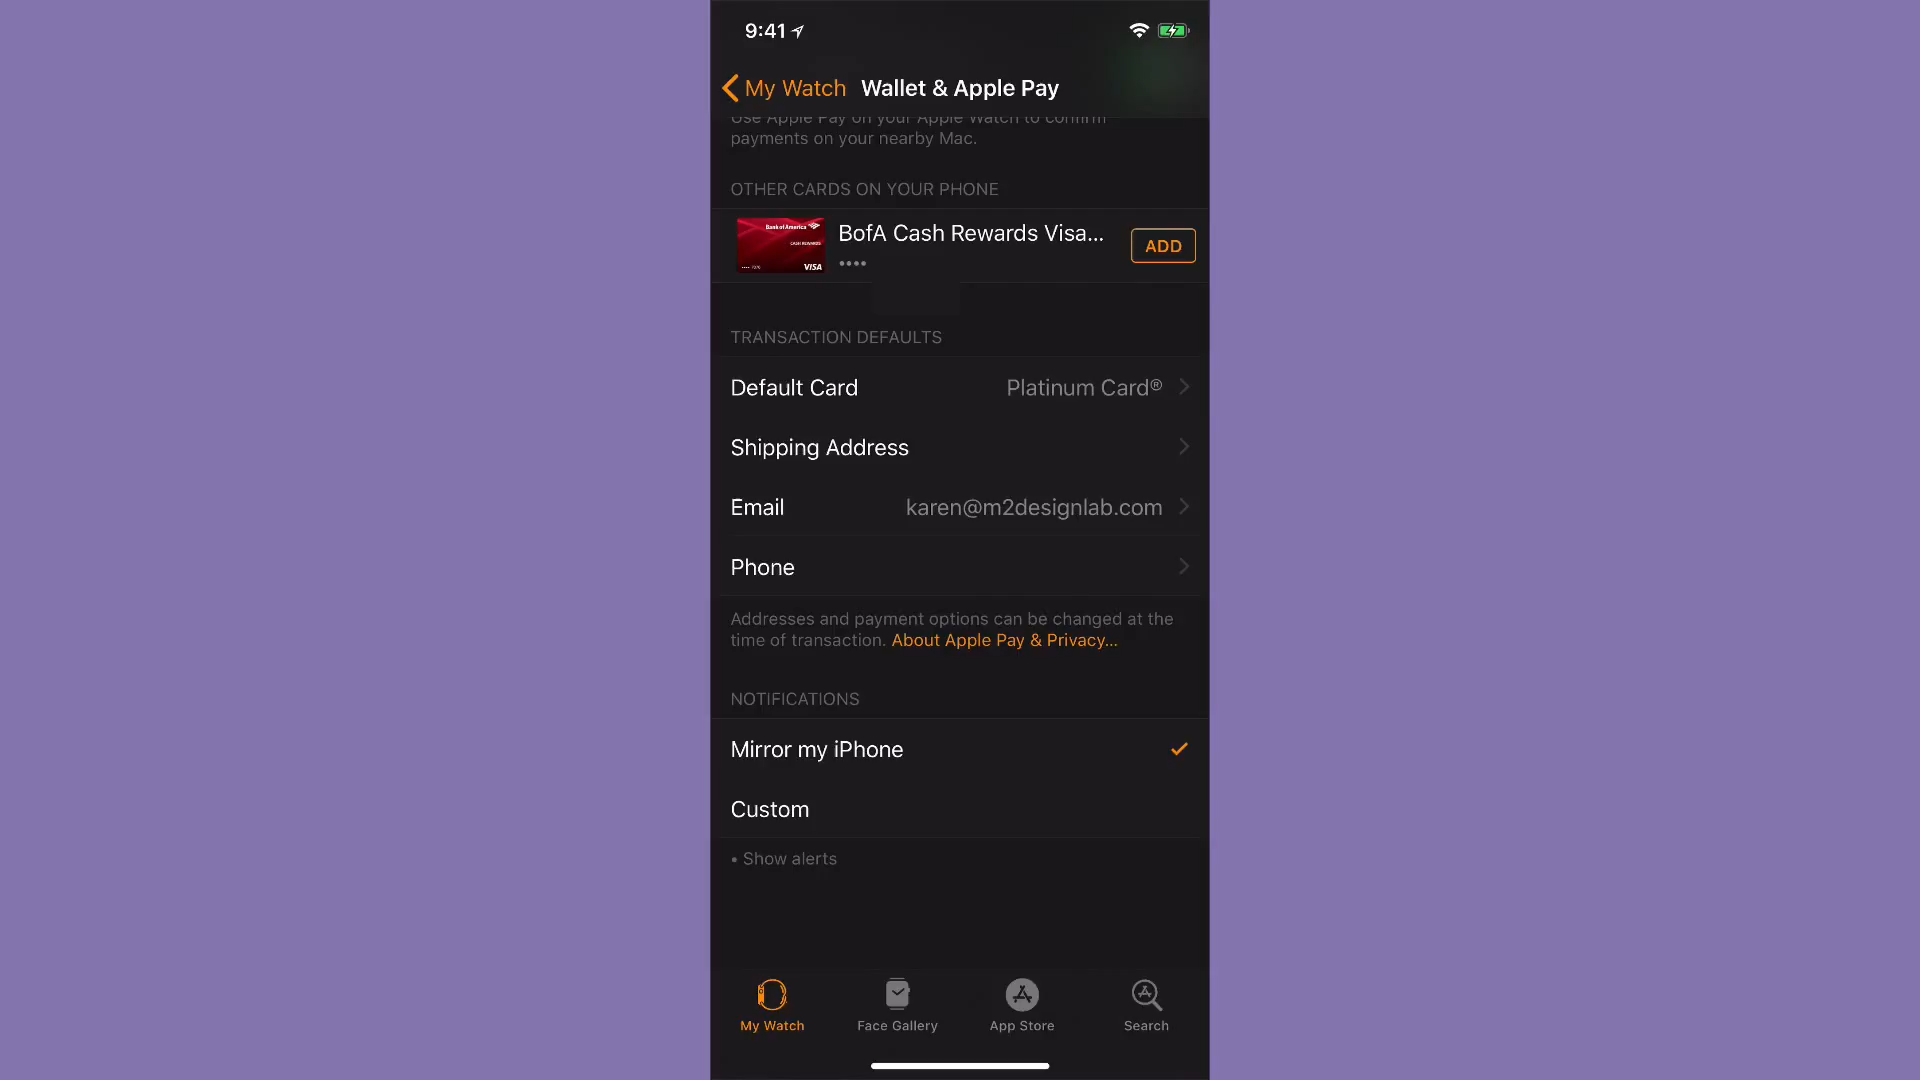 9:41
My Watch Wallet & Apple Pay
Use Apple Pay on your Apple Watch to confirm
payments on your nearby Mac.
OTHER CARDS ON YOUR PHONE
Bank of America
CASH REWARDS
VISA
BofA Cash Rewards Visa...
••••
ADD
TRANSACTION DEFAULTS
Default Card Platinum Card®
Shipping Address
Email karen@m2designlab.com
Phone
Addresses and payment options can be changed at the
time of transaction. About Apple Pay & Privacy...
NOTIFICATIONS
Mirror my iPhone
Custom
• Show alerts
My Watch Face Gallery App Store Search